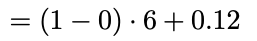 = (1 − 0) · 6 + 0.12